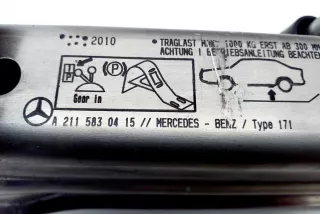 2010
• TRAGLAST MAX. 1000 KG ERST AB 300 MM
ACHTUNG ! BETRIEBSANLEITUNG BEACHTEN
(P)
Gear in
A 211 583 04 15 // MERCEDES - BENZ / Type 171